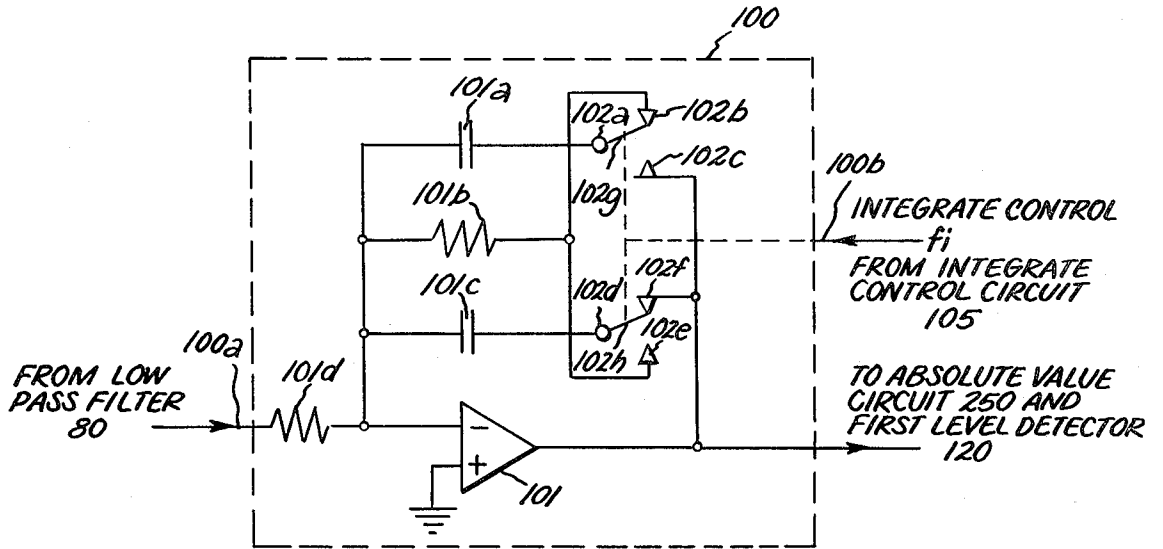 100
101a
102a
102b
102c
100b
101b
102g
INTEGRATE CONTROL
fi
FROM INTEGRATE
CONTROL CIRCUIT
105
101c
102d
102f
102e
102h
100a
101d
FROM LOW
PASS FILTER
80
TO ABSOLUTE VALUE
CIRCUIT 250 AND
FIRST LEVEL DETECTOR
120
-
+
101